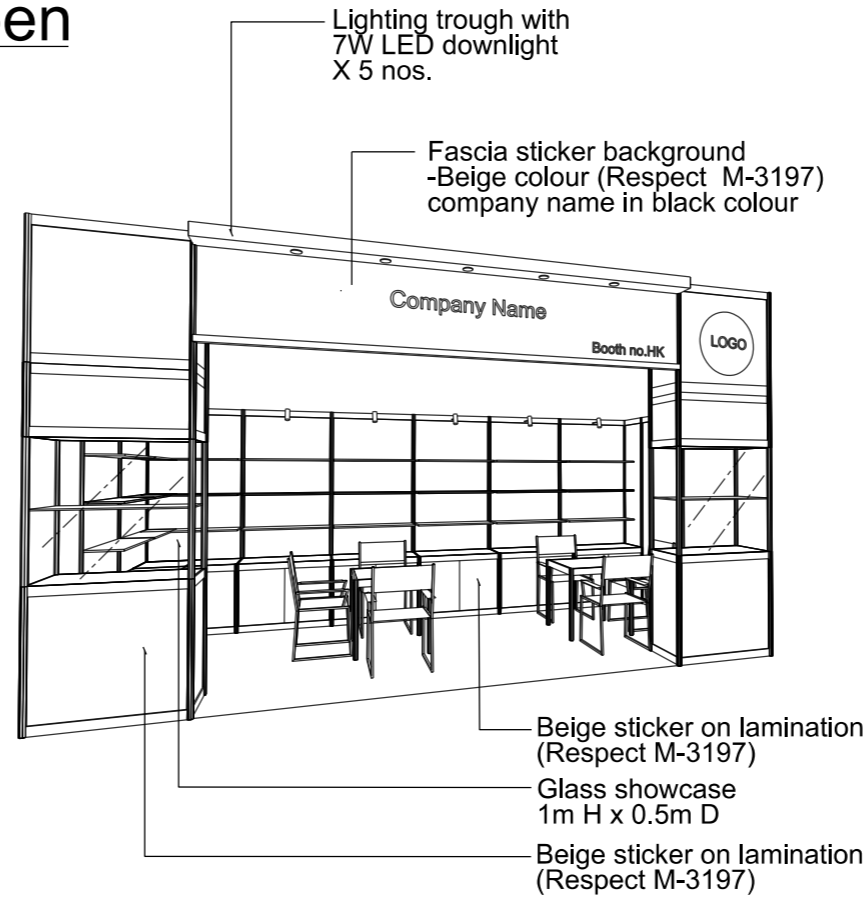 Lighting trough with
7W LED downlight
X 5 nos.
Fascia sticker background
-Beige colour (Respect  M-3197)
company name in black colour
Company Name
Booth no.HK
LOGO
Beige sticker on lamination
(Respect M-3197)
Glass showcase
1m H x 0.5m D
Beige sticker on lamination
(Respect M-3197)